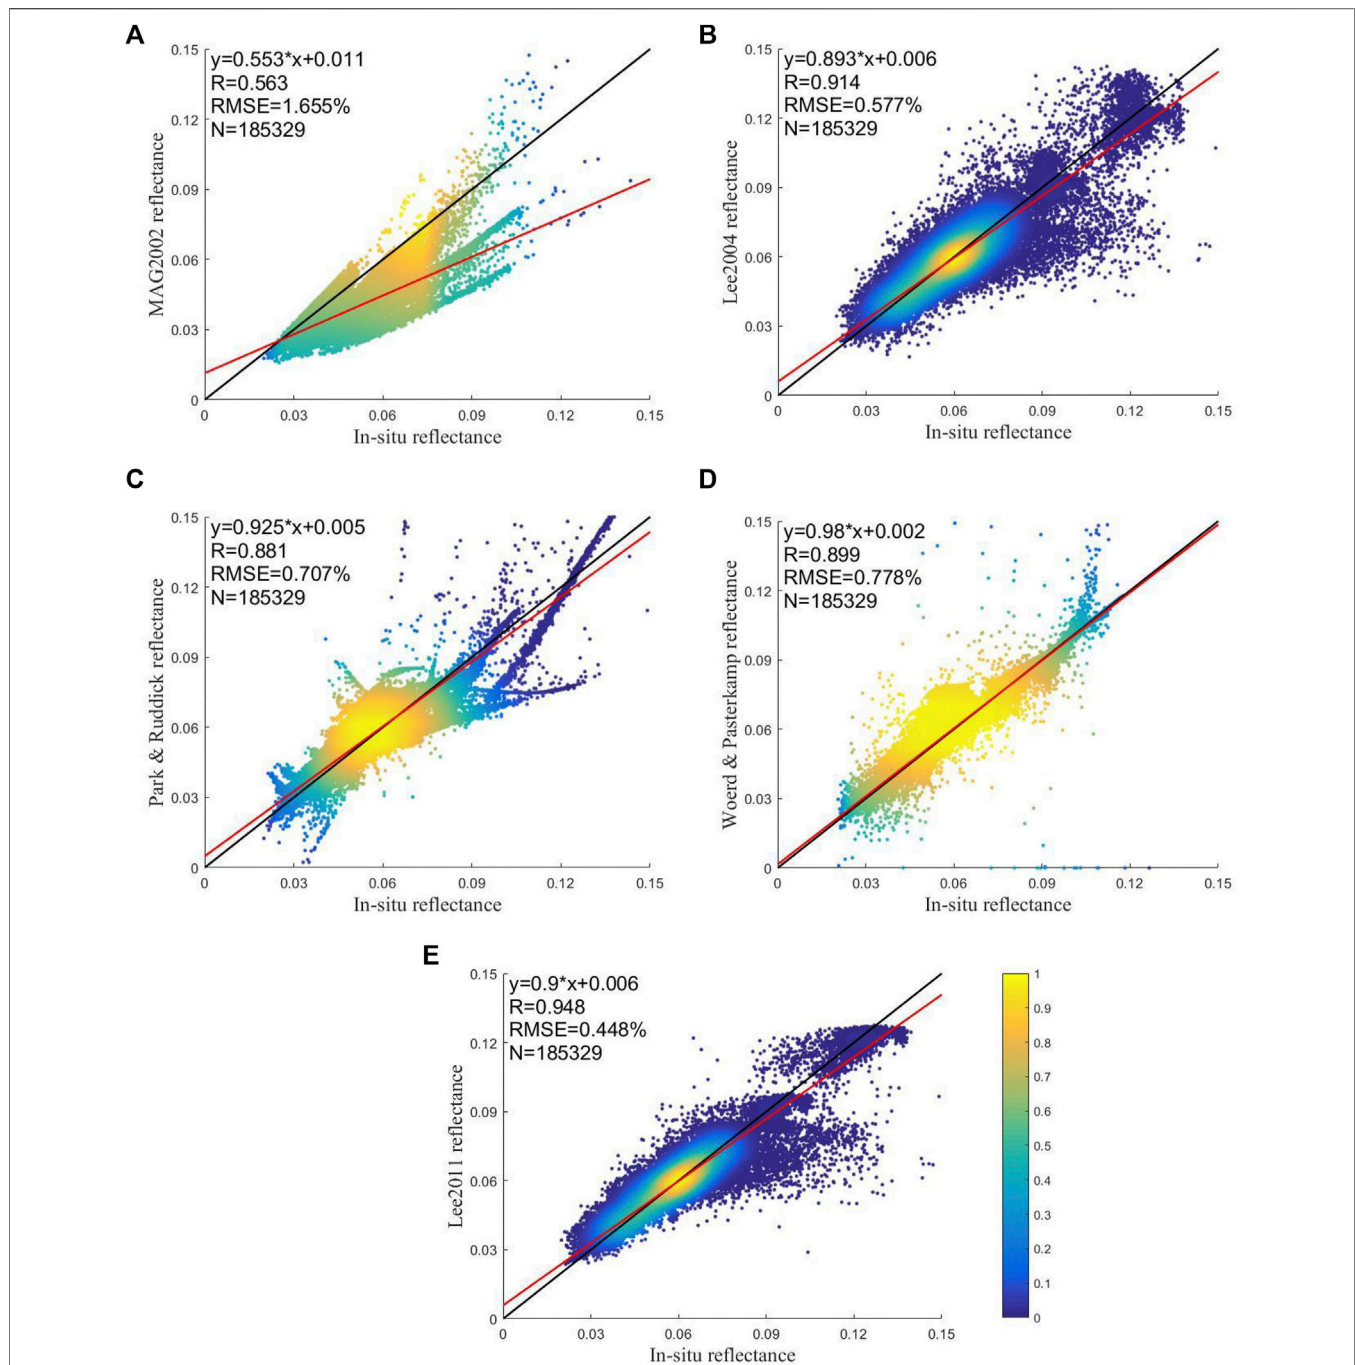 A
y=0.553*x+0.011
R=0.563
RMSE=1.655%
N=185329
0.15
0.12
0.09
0.06
0.03
0
MAG2002 reflectance
0 0.03 0.06 0.09 0.12 0.15
In-situ reflectance
B
y=0.893*x+0.006
R=0.914
RMSE=0.577%
N=185329
0.15
0.12
0.09
0.06
0.03
0
Lee2004 reflectance
0 0.03 0.06 0.09 0.12 0.15
In-situ reflectance
C
y=0.925*x+0.005
R=0.881
RMSE=0.707%
N=185329
0.15
0.12
0.09
0.06
0.03
0
Park & Ruddick reflectance
0 0.03 0.06 0.09 0.12 0.15
In-situ reflectance
D
y=0.98*x+0.002
R=0.899
RMSE=0.778%
N=185329
0.15
0.12
0.09
0.06
0.03
0
Woerd & Pasterkamp reflectance
0 0.03 0.06 0.09 0.12 0.15
In-situ reflectance
E
y=0.9*x+0.006
R=0.948
RMSE=0.448%
N=185329
0.15
0.12
0.09
0.06
0.03
0
Lee2011 reflectance
0 0.03 0.06 0.09 0.12 0.15
In-situ reflectance
1
0.9
0.8
0.7
0.6
0.5
0.4
0.3
0.2
0.1
0